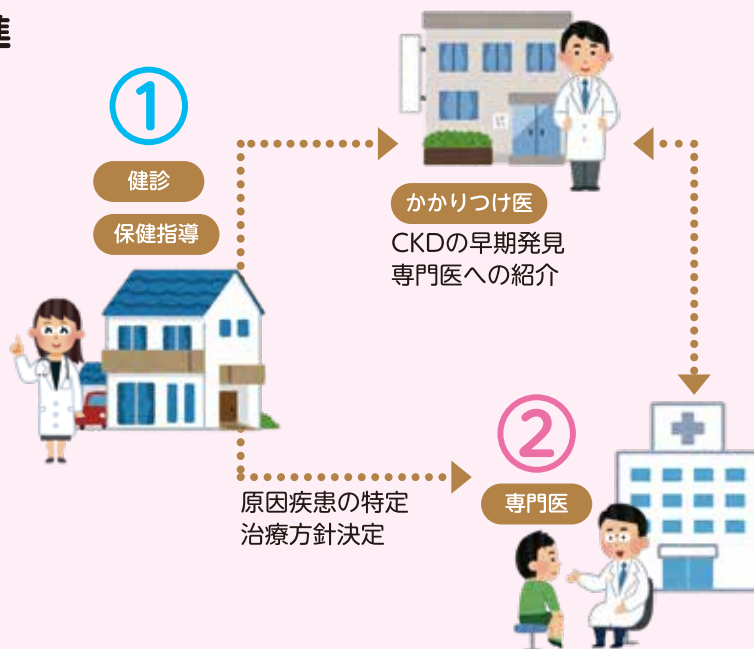 進
①
健診
保健指導
かかりつけ医
CKDの早期発見
専門医への紹介
②
専門医
原因疾患の特定
治療方針決定